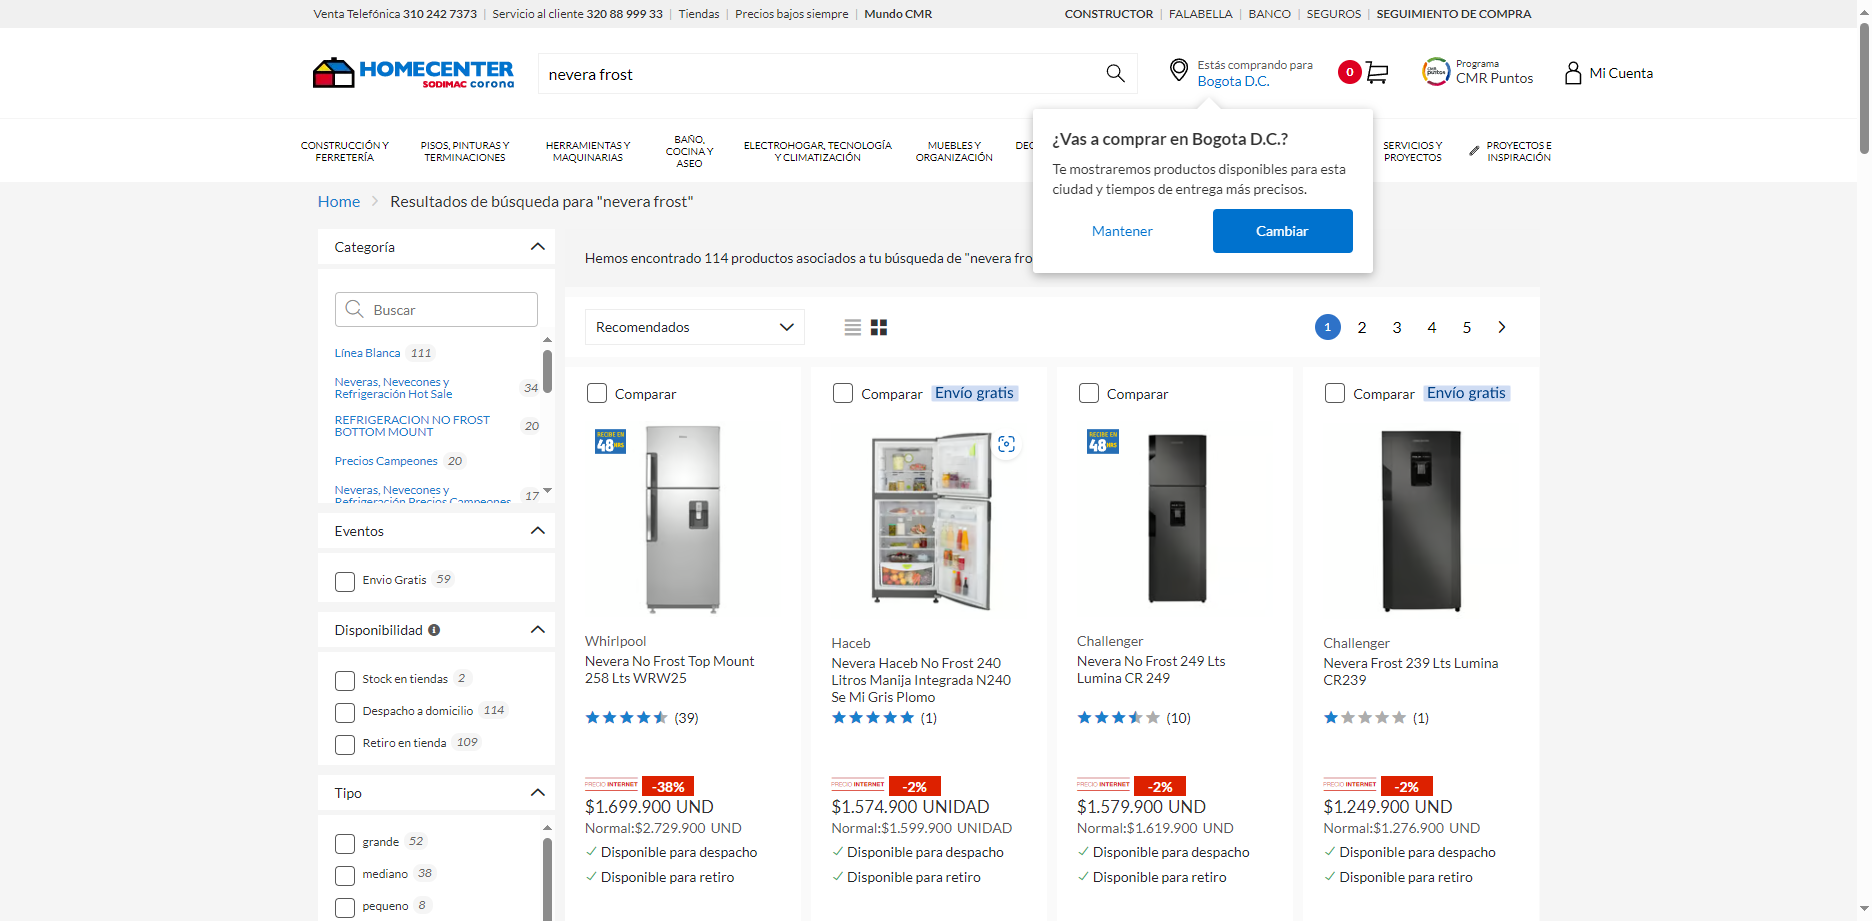 Venta Telefónica 310 242 7373 | Servicio al cliente 320 88 999 33 | Tiendas | Precios bajos siempre | Mundo CMR
CONSTRUCTOR | FALABELLA | BANCO | SEGUROS | SEGUIMIENTO DE COMPRA
HOMECENTER
SODIMAC corona
nevera frost
Estás comprando para
Bogota D.C.
0
CMR puntos
Programa
CMR Puntos
Mi Cuenta
CONSTRUCCIÓN Y
FERRETERÍA
PISOS, PINTURAS Y
TERMINACIONES
HERRAMIENTAS Y
MAQUINARIAS
BAÑO,
COCINA Y
ASEO
ELECTROHOGAR, TECNOLOGÍA
Y CLIMATIZACIÓN
MUEBLES Y
ORGANIZACIÓN
DEC
SERVICIOS Y
PROYECTOS
PROYECTOS E
INSPIRACIÓN
¿Vas a comprar en Bogota D.C.?
Te mostraremos productos disponibles para esta
ciudad y tiempos de entrega más precisos.
Mantener
Cambiar
Home > Resultados de búsqueda para "nevera frost"
Categoría
Buscar
Línea Blanca 111
Neveras, Nevecones y
Refrigeración Hot Sale 34
REFRIGERACION NO FROST
BOTTOM MOUNT 20
Precios Campeones 20
Neveras, Nevecones y
Refrigeración Precios Campeones 17
Eventos
Envio Gratis 59
Disponibilidad
Stock en tiendas 2
Despacho a domicilio 114
Retiro en tienda 109
Tipo
grande 52
mediano 38
pequeno 8
Hemos encontrado 114 productos asociados a tu búsqueda de "nevera fro
Recomendados
1 2 3 4 5
Comparar
RECIBE EN
48 HRS
Whirlpool
Nevera No Frost Top Mount
258 Lts WRW25
(39)
PRECIO INTERNET -38%
$1.699.900 UND
Normal:$2.729.900 UND
Disponible para despacho
Disponible para retiro
Comparar Envío gratis
Haceb
Nevera Haceb No Frost 240
Litros Manija Integrada N240
Se Mi Gris Plomo
(1)
PRECIO INTERNET -2%
$1.574.900 UNIDAD
Normal:$1.599.900 UNIDAD
Disponible para despacho
Disponible para retiro
Comparar
RECIBE EN
48 HRS
Challenger
Nevera No Frost 249 Lts
Lumina CR 249
(10)
PRECIO INTERNET -2%
$1.579.900 UND
Normal:$1.619.900 UND
Disponible para despacho
Disponible para retiro
Comparar Envío gratis
Challenger
Nevera Frost 239 Lts Lumina
CR239
(1)
PRECIO INTERNET -2%
$1.249.900 UND
Normal:$1.276.900 UND
Disponible para despacho
Disponible para retiro